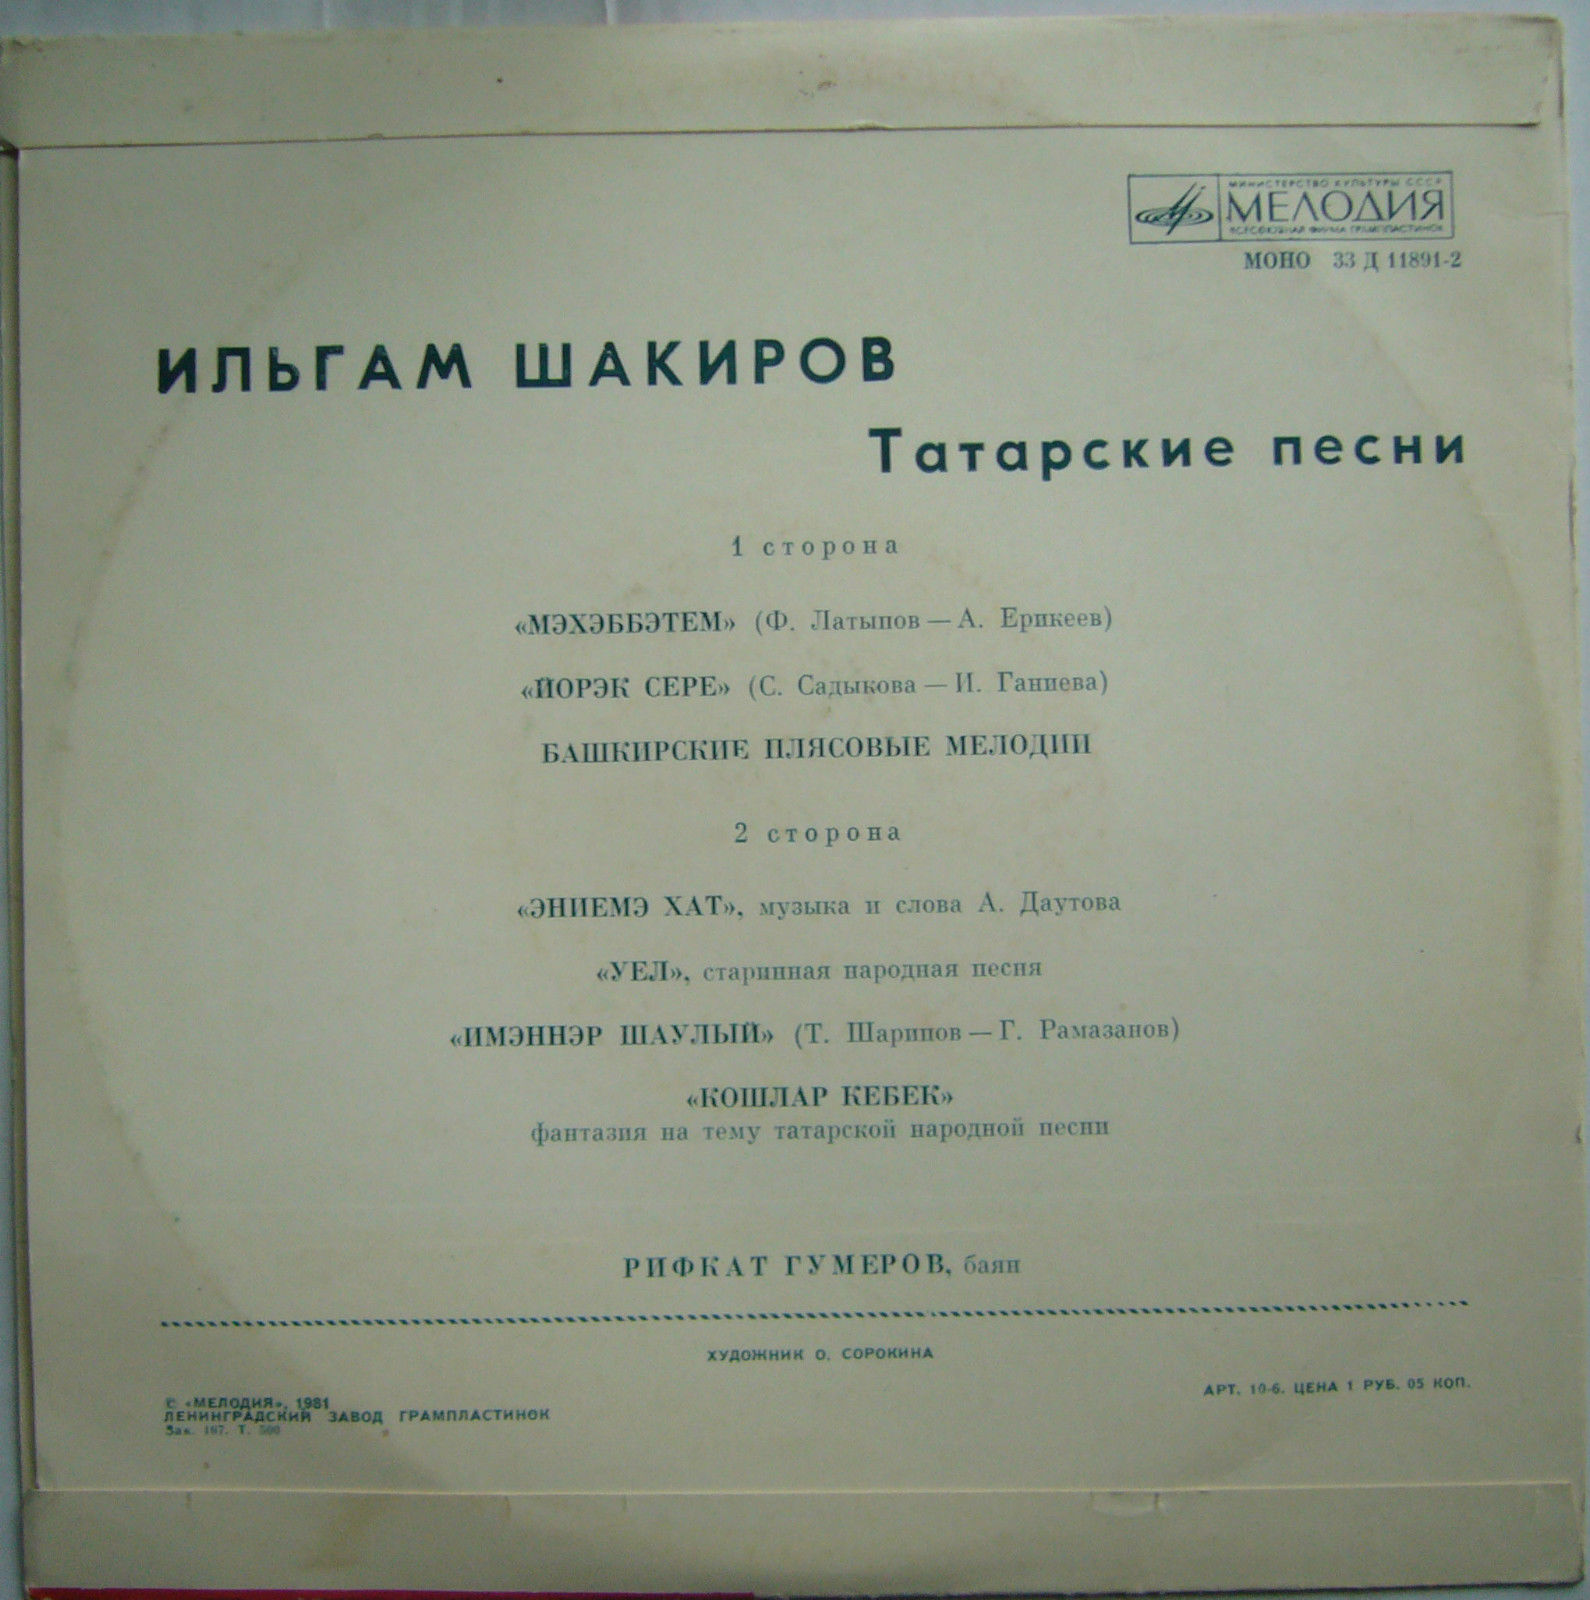 МИНИСТЕРСТВО КУЛЬТУРЫ СССР
МЕЛОДИЯ
ВСЕСОЮЗНАЯ ФИРМА ГРАМПЛАСТИНОК
МОНО 33 Д 11891-2
ИЛЬГАМ ШАКИРОВ
Татарские песни
1 сторона
«МЭХЭББЭТЕМ» (Ф. Латыпов — А. Ерикеев)
«ЙОРЭК СЕРЕ» (С. Садыкова — И. Ганиева)
БАШКИРСКИЕ ПЛЯСОВЫЕ МЕЛОДИИ
2 сторона
«ЭНИЕМЭ ХАТ», музыка и слова А. Даутова
«УЕЛ», старинная народная песня
«ИМЭННЭР ШАУЛЫЙ» (Т. Шарипов — Г. Рамазанов)
«КОШЛАР КЕБЕК»
фантазия на тему татарской народной песни
РИФКАТ ГУМЕРОВ, баян
ХУДОЖНИК О. СОРОКИНА
АРТ. 10-6. ЦЕНА 1 РУБ. 05 КОП.
© «МЕЛОДИЯ», 1981
ЛЕНИНГРАДСКИЙ ЗАВОД ГРАМПЛАСТИНОК
Зак. 167. Т. 500